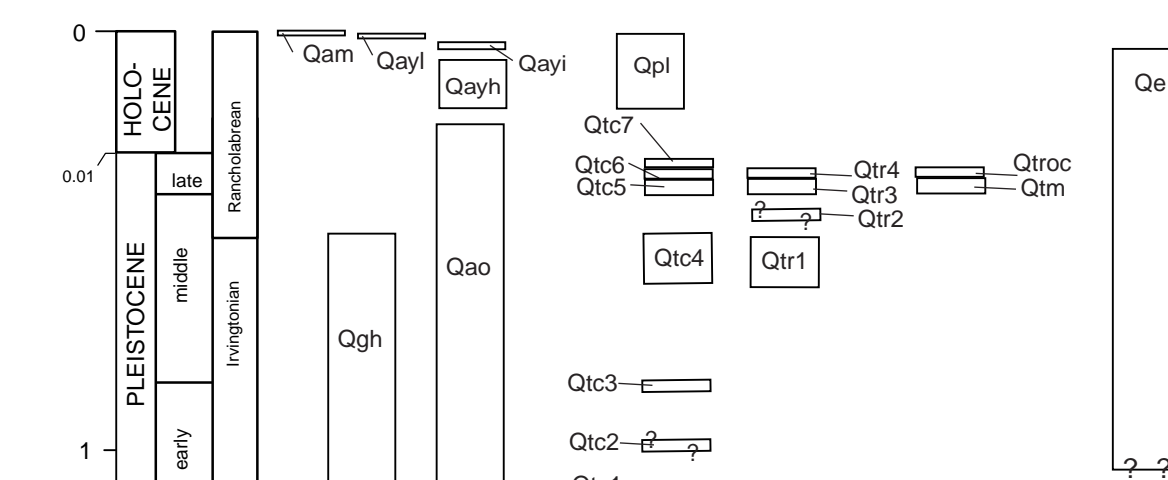 0
Qam
Qayl
Qayi
Qayh
Qpl
Qe
HOLO-
CENE
Rancholabrean
Qtc7
0.01
late
Qtc6
Qtc5
Qtr4
Qtr3
Qtroc
Qtm
?
?
Qtr2
PLEISTOCENE
middle
Irvingtonian
Qao
Qtc4
Qtr1
Qgh
Qtc3
1
early
Qtc2
?
?
? ?